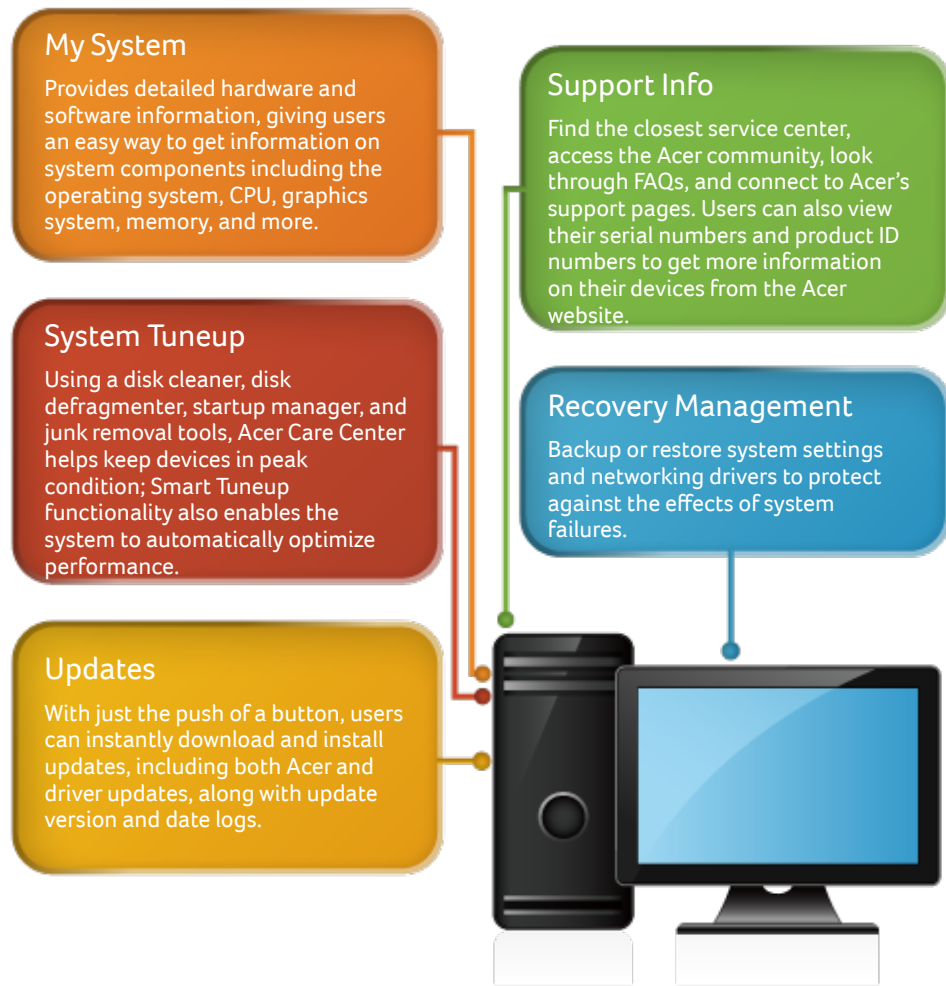 My System
Provides detailed hardware and
software information, giving users
an easy way to get information on
system components including the
operating system, CPU, graphics
system, memory, and more.
System Tuneup
Using a disk cleaner, disk
defragmenter, startup manager, and
junk removal tools, Acer Care Center
helps keep devices in peak
condition; Smart Tuneup
functionality also enables the
system to automatically optimize
performance.
Updates
With just the push of a button, users
can instantly download and install
updates, including both Acer and
driver updates, along with update
version and date logs.
Support Info
Find the closest service center,
access the Acer community, look
through FAQs, and connect to Acer’s
support pages. Users can also view
their serial numbers and product ID
numbers to get more information
on their devices from the Acer
website.
Recovery Management
Backup or restore system settings
and networking drivers to protect
against the effects of system
failures.